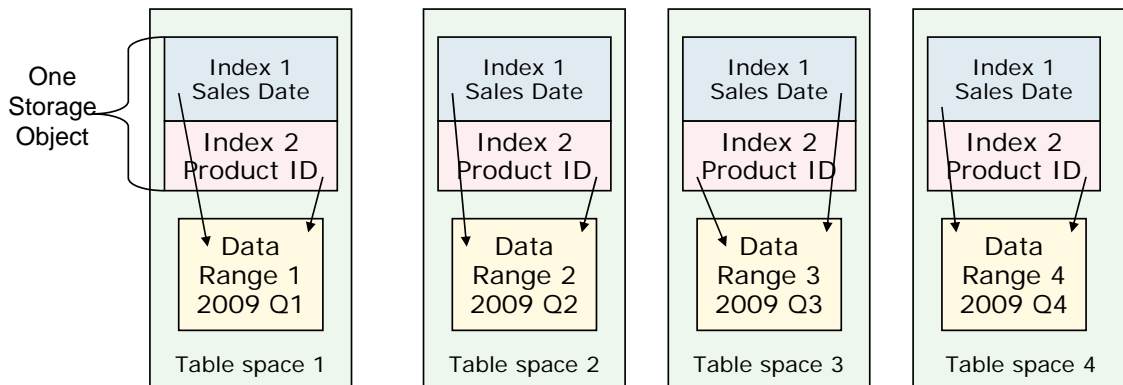 One
Storage
Object
Index 1
Sales Date
Index 2
Product ID
Data
Range 1
2009 Q1
Table space 1
Index 1
Sales Date
Index 2
Product ID
Data
Range 2
2009 Q2
Table space 2
Index 1
Sales Date
Index 2
Product ID
Data
Range 3
2009 Q3
Table space 3
Index 1
Sales Date
Index 2
Product ID
Data
Range 4
2009 Q4
Table space 4